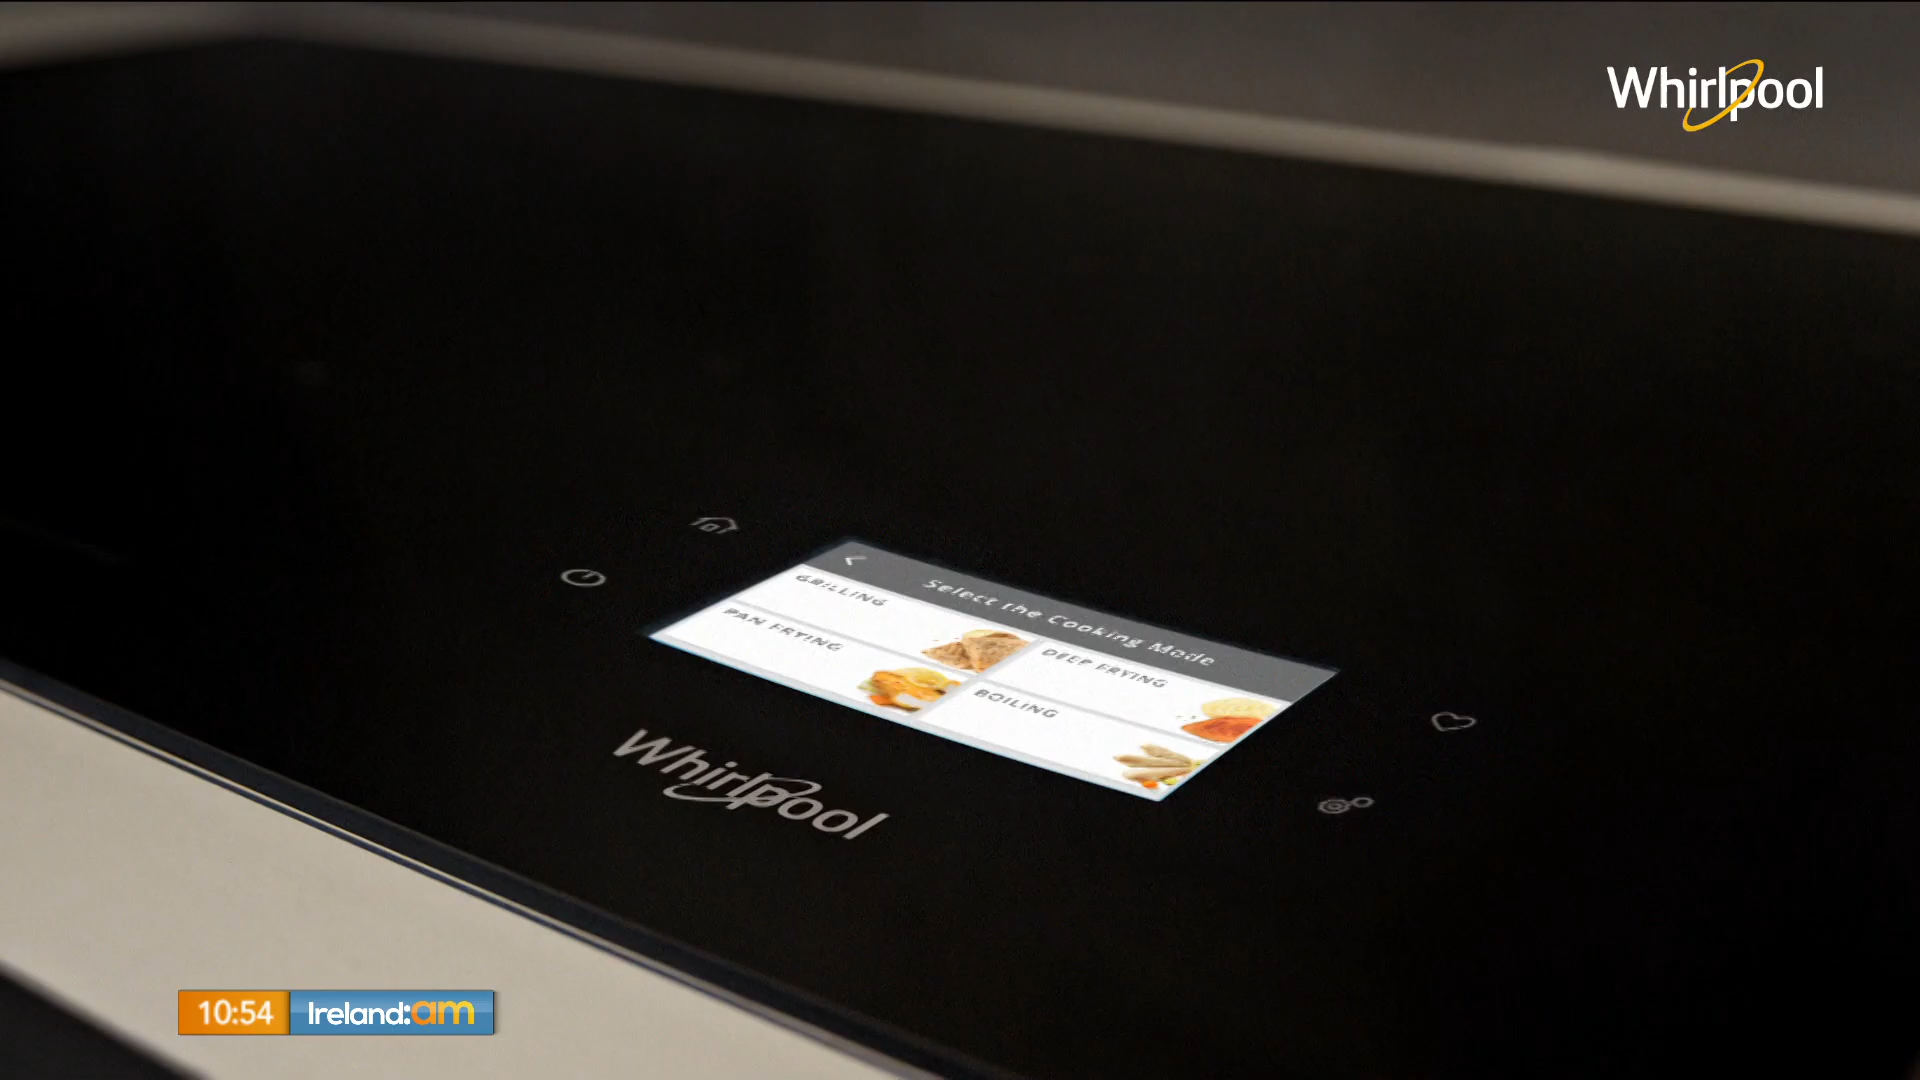 Whirlpool
Select the Cooking Mode
GRILLING
DEEP FRYING
PAN FRYING
BOILING
Whirlpool
10:54 Ireland:am